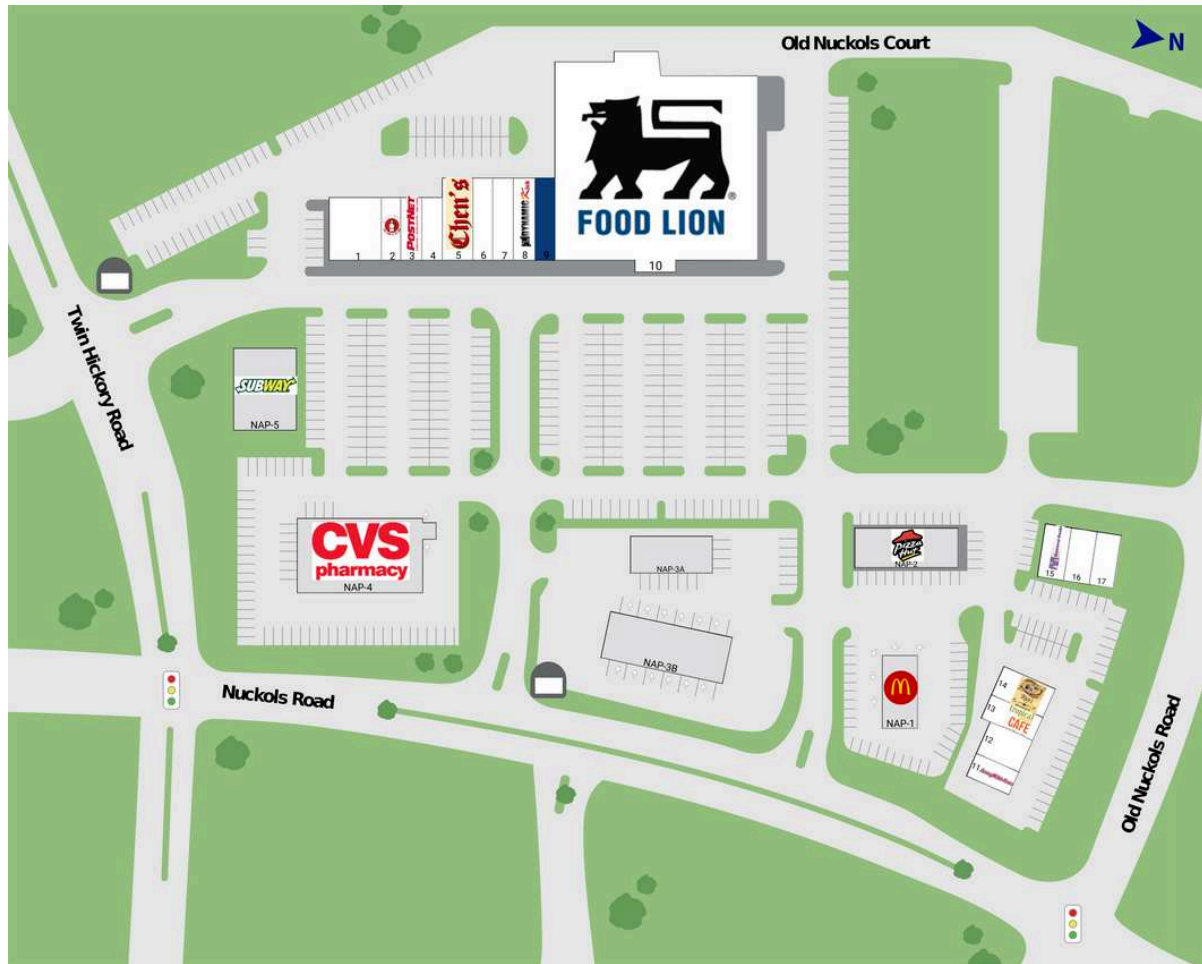 Old Nuckols Court
N
FOOD LION
®
POSTNET
Chen's
DYNAMIC Kick
1
2
3
4
5
6
7
8
9
10
Twin Hickory Road
SUBWAY
NAP-5
CVS
pharmacy
NAP-4
NAP-3A
NAP-3B
Pizza
Hut
NAP-2
15
16
17
NAP-1
14
13
12
11
tropical
CAFE
Nuckols Road
Old Nuckols Road